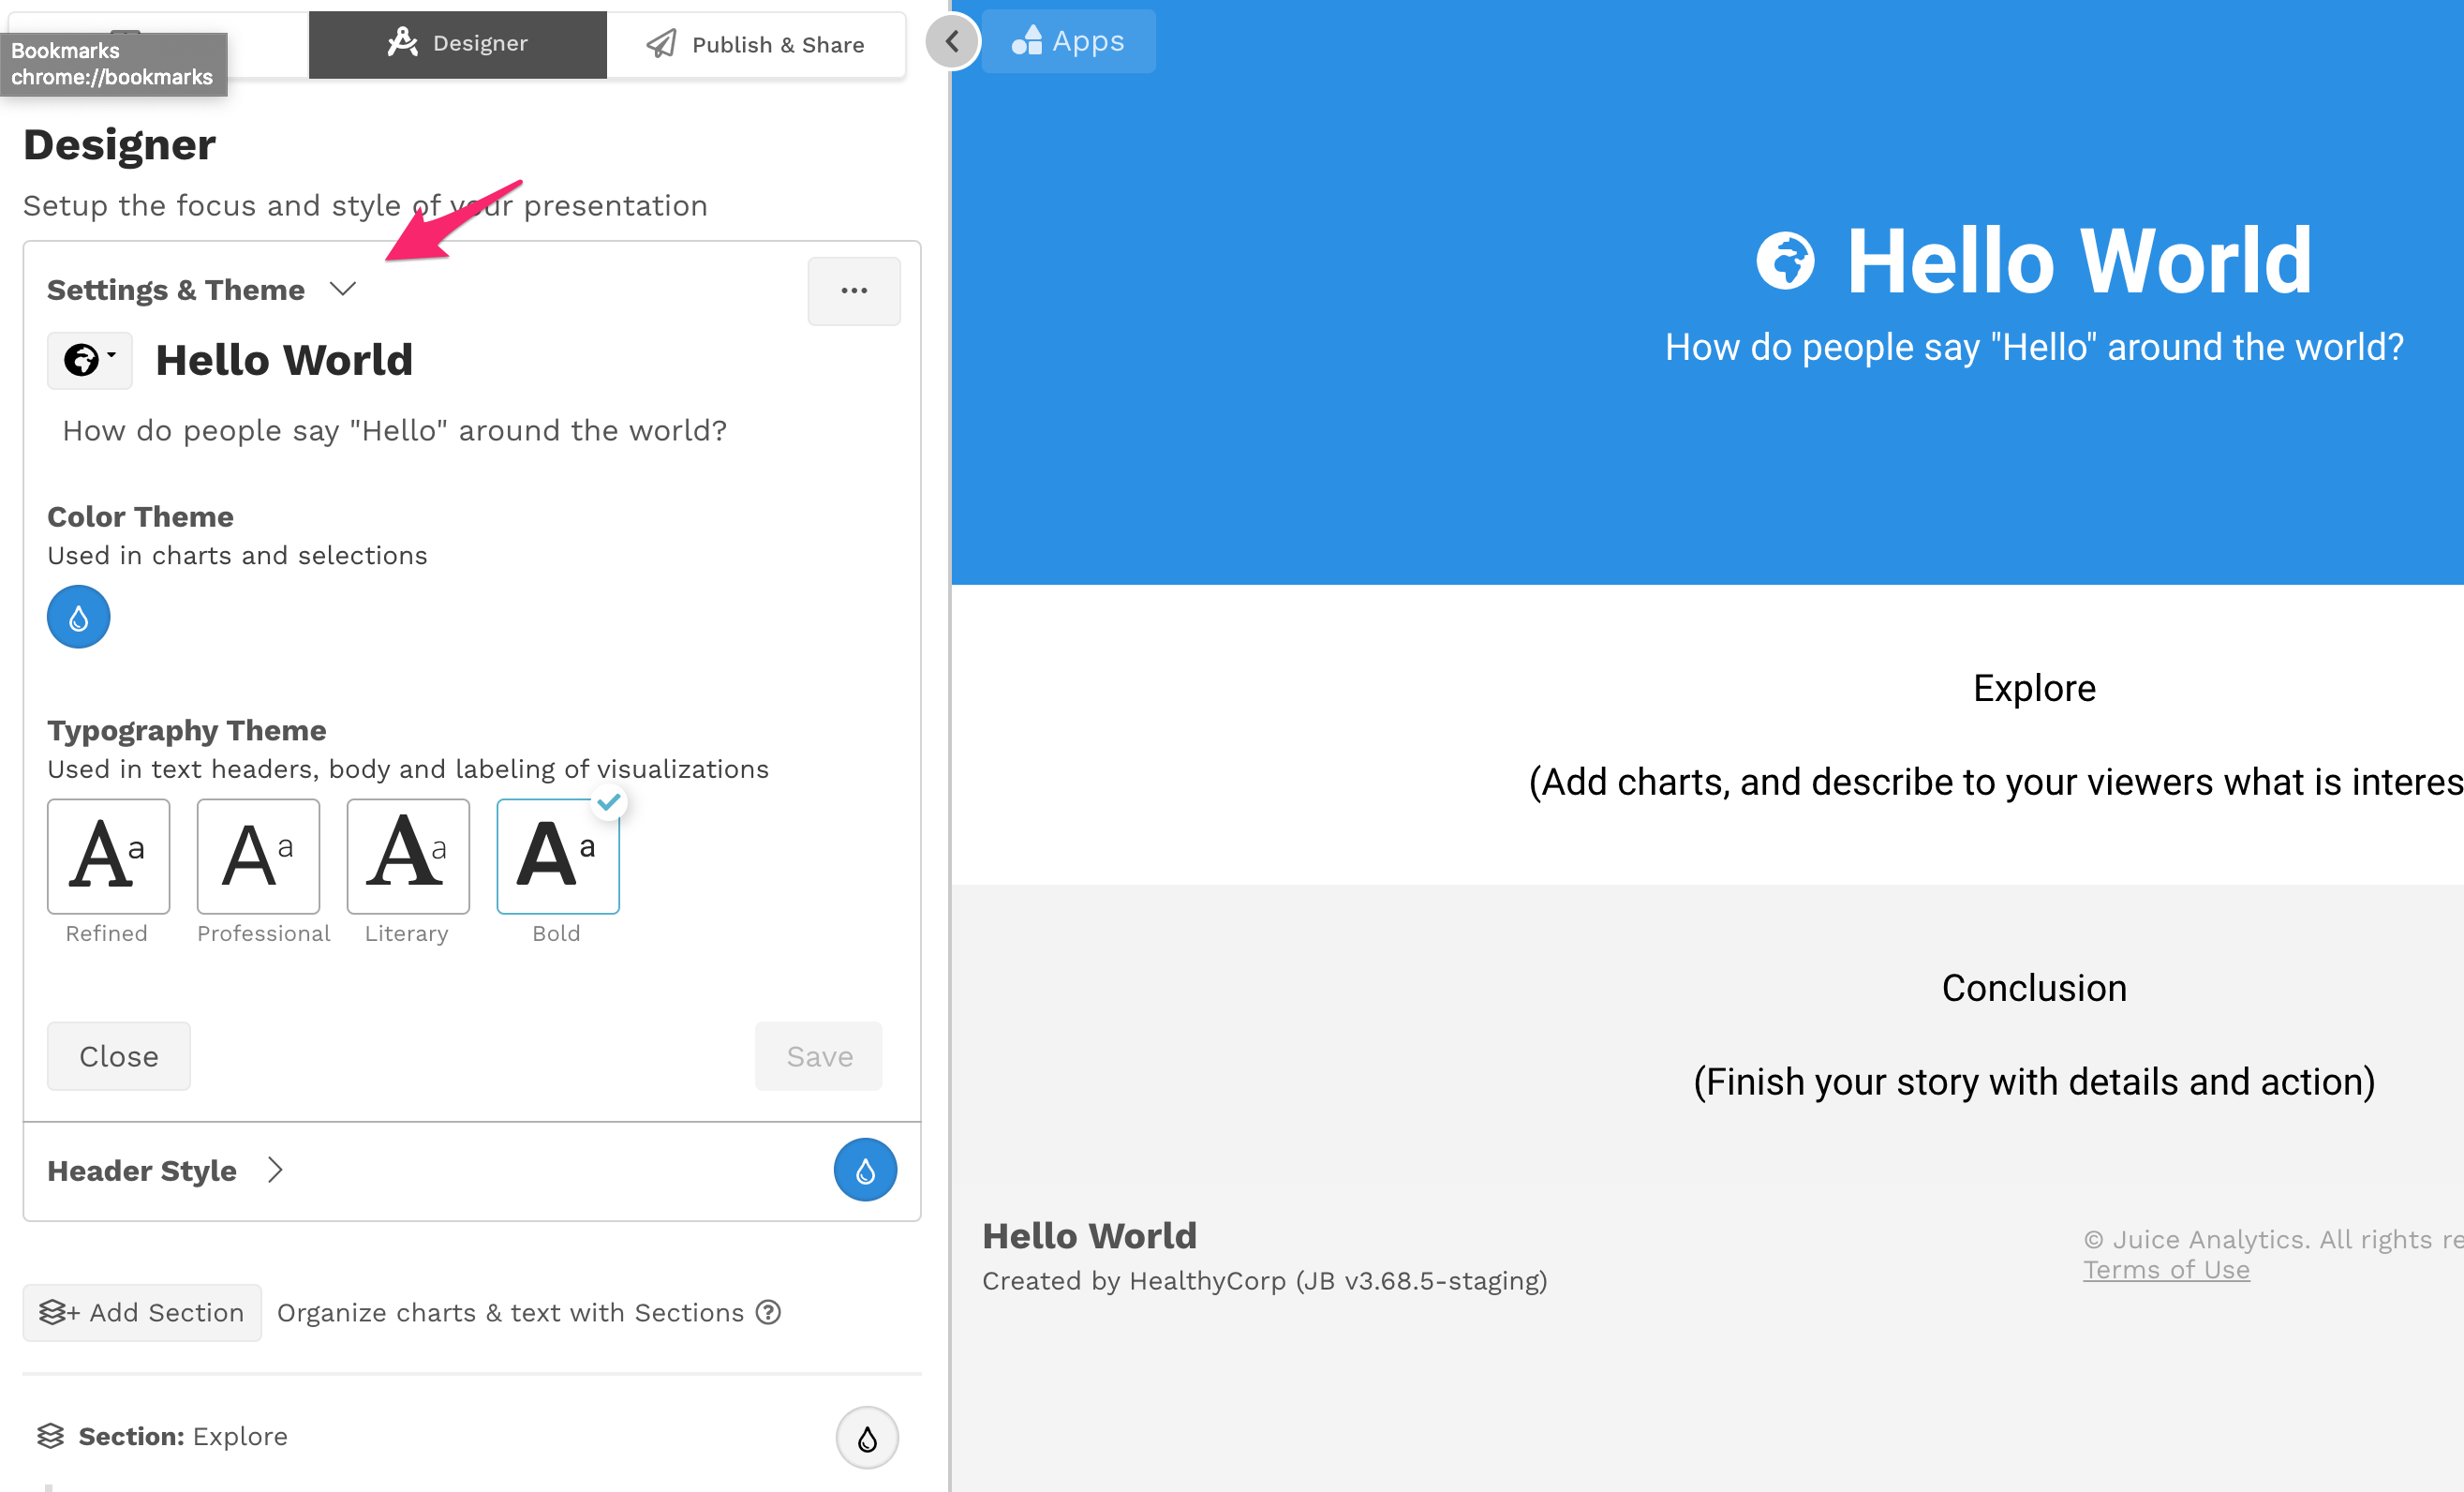 Bookmarks
chrome://bookmarks
Designer
Publish & Share
Apps
Designer
Setup the focus and style of your presentation
Settings & Theme
Hello World
How do people say "Hello" around the world?
Color Theme
Used in charts and selections
Typography Theme
Used in text headers, body and labeling of visualizations
Aa Aa Aa Aa
Refined Professional Literary Bold
Close Save
Header Style
+ Add Section Organize charts & text with Sections ?
Section: Explore
Hello World
How do people say "Hello" around the world?
Explore
(Add charts, and describe to your viewers what is interes
Conclusion
(Finish your story with details and action)
Hello World
Created by HealthyCorp (JB v3.68.5-staging)
© Juice Analytics. All rights re
Terms of Use